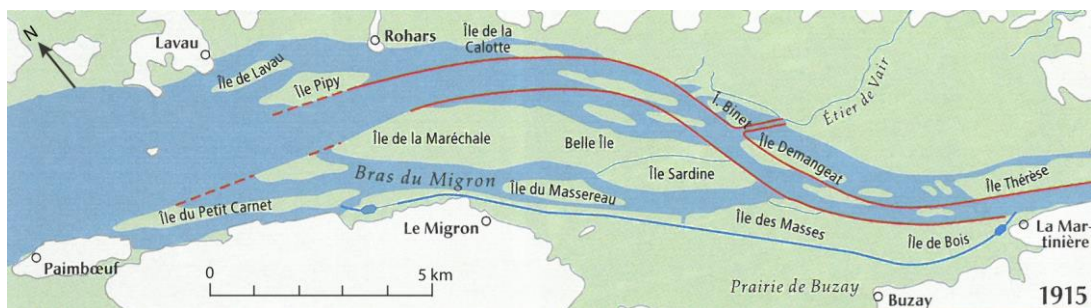 N
Lavau
Rohars
Île de la
Calotte
Île de Lavau
Île Pipy
I. Binet
Étier de Vair
Île de la Maréchale
Belle Île
Île Demangeat
Bras du Migron
Île Sardine
Île Thérèse
Île du Massereau
Île du Petit Carnet
Le Migron
Île des Masses
Île de Bois
La Mar-
tinière
Paimbœuf
0
5 km
Prairie de Buzay
Buzay
1915